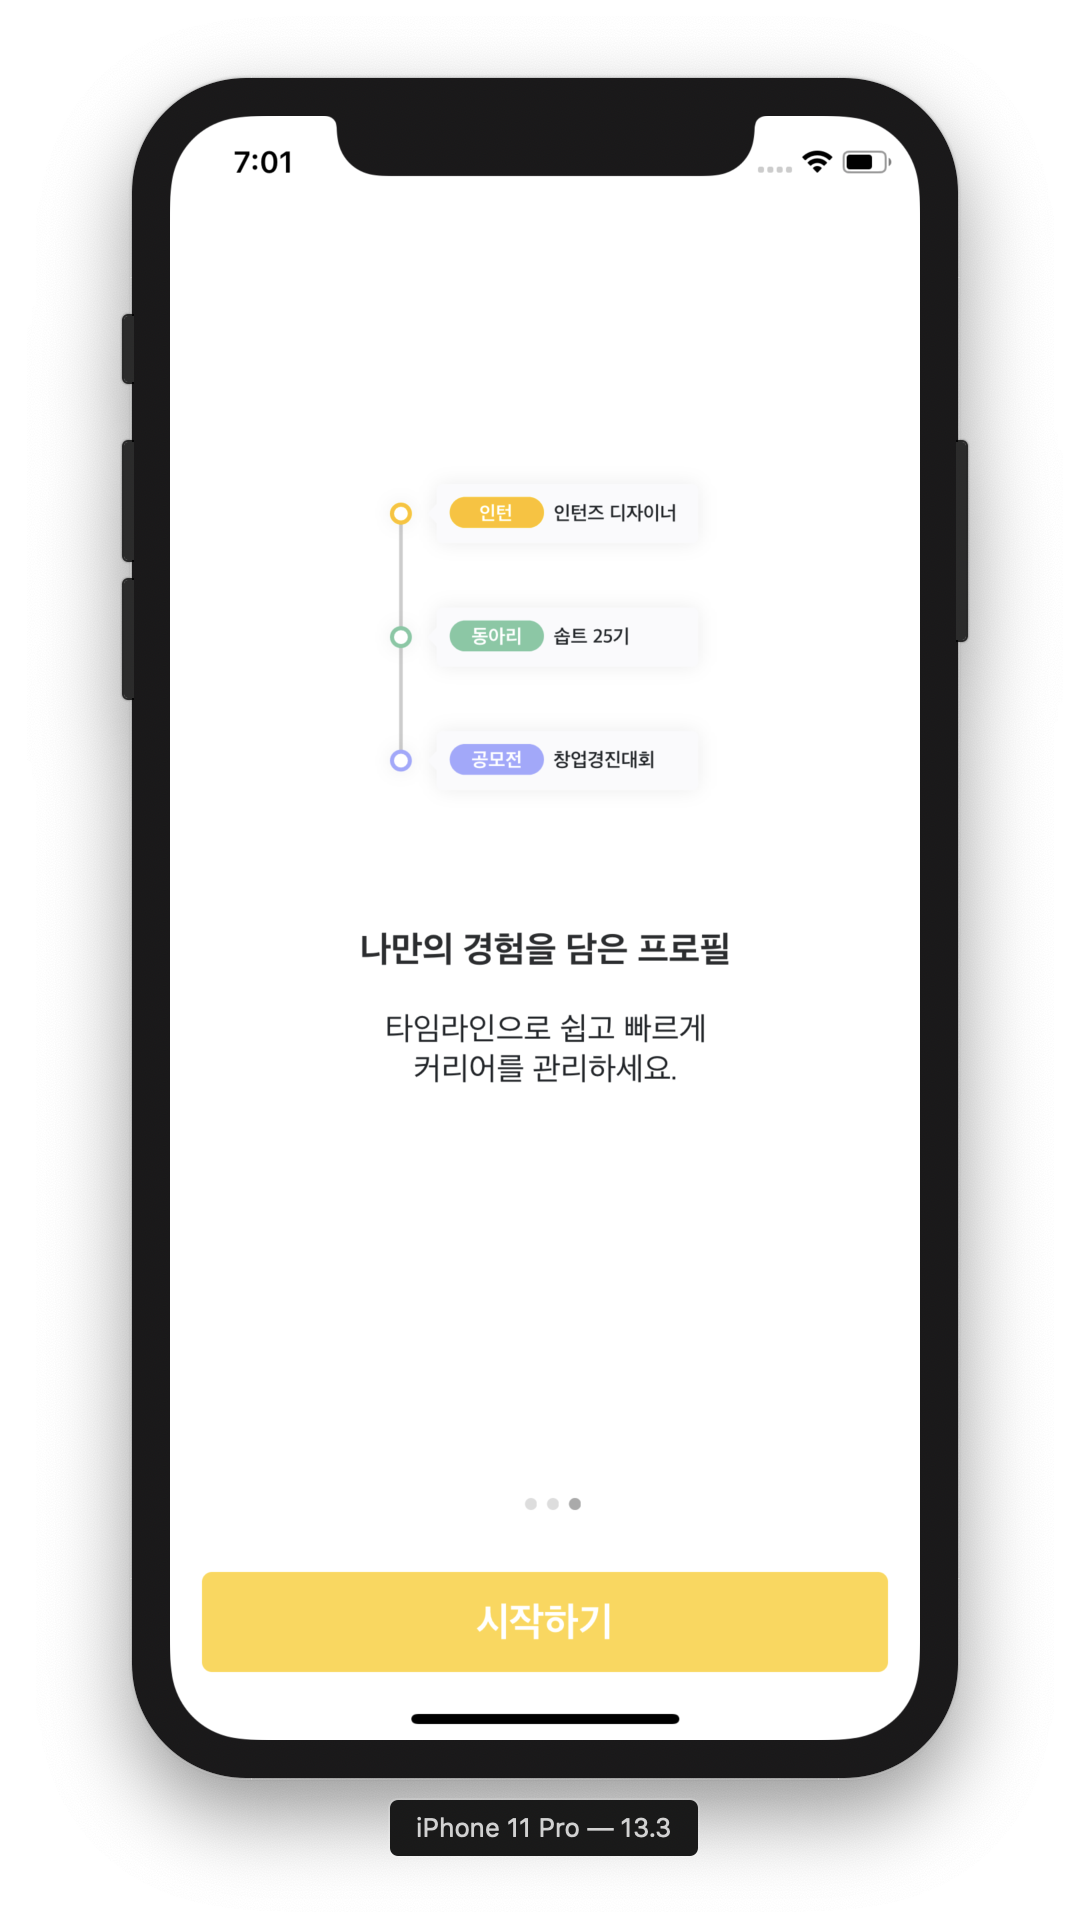 7:01
인턴 인턴즈 디자이너
동아리 솝트 25기
공모전 창업경진대회
나만의 경험을 담은 프로필
타임라인으로 쉽고 빠르게
커리어를 관리하세요.
시작하기
iPhone 11 Pro — 13.3